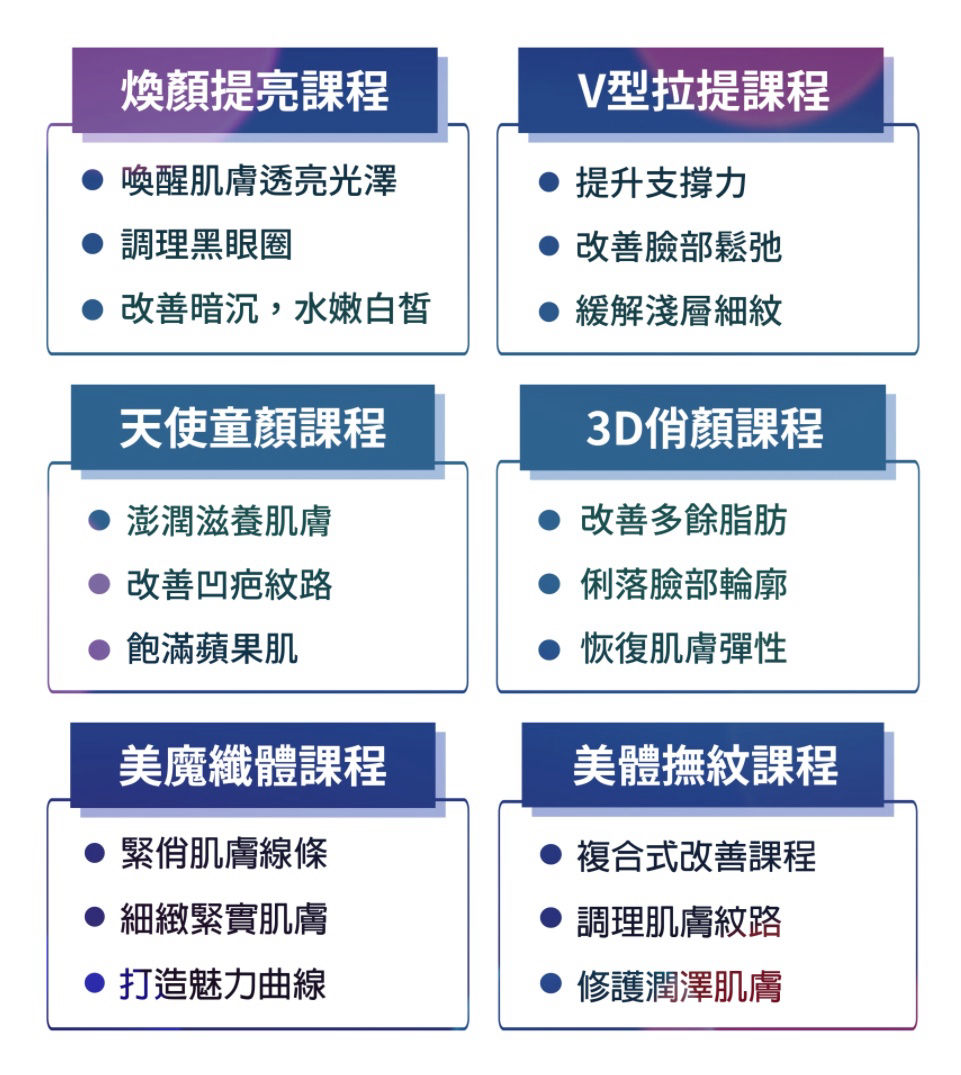 煥顏提亮課程
● 喚醒肌膚透亮光澤
● 調理黑眼圈
● 改善暗沉，水嫩白皙
V型拉提課程
● 提升支撐力
● 改善臉部鬆弛
● 緩解淺層細紋
天使童顏課程
● 澎潤滋養肌膚
● 改善凹疤紋路
● 飽滿蘋果肌
3D俏顏課程
● 改善多餘脂肪
● 俐落臉部輪廓
● 恢復肌膚彈性
美魔纖體課程
● 緊俏肌膚線條
● 細緻緊實肌膚
● 打造魅力曲線
美體撫紋課程
● 複合式改善課程
● 調理肌膚紋路
● 修護潤澤肌膚